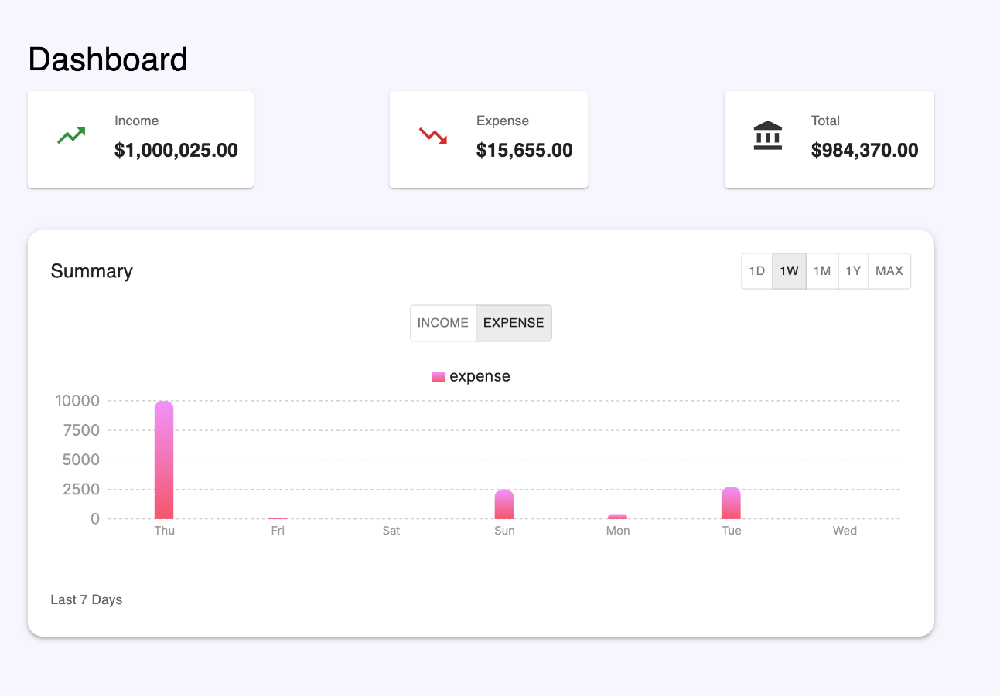 Dashboard
Income
$1,000,025.00
Expense
$15,655.00
Total
$984,370.00
Summary
1D 1W 1M 1Y MAX
INCOME EXPENSE
expense
10000
7500
5000
2500
0
Thu Fri Sat Sun Mon Tue Wed
Last 7 Days